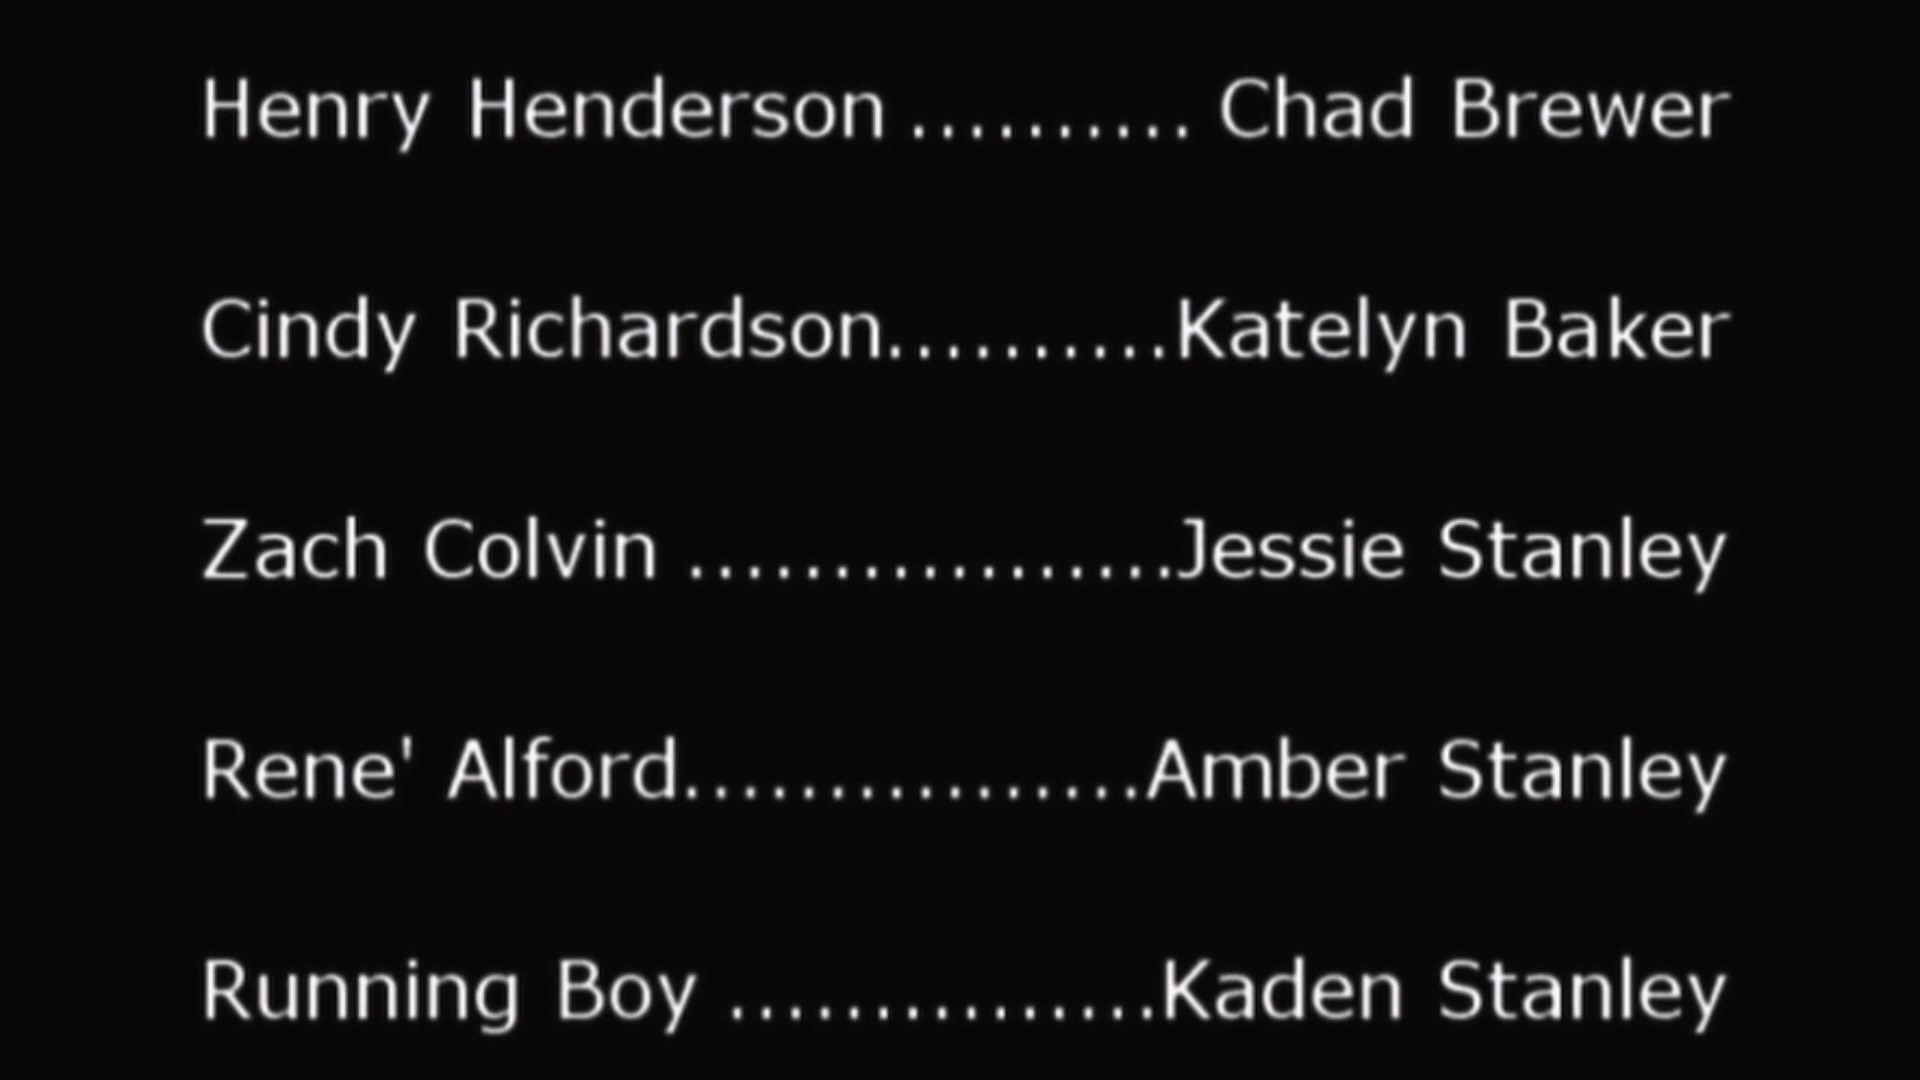 Henry Henderson .......... Chad Brewer
Cindy Richardson..........Katelyn Baker
Zach Colvin .................Jessie Stanley
Rene' Alford................Amber Stanley
Running Boy ...............Kaden Stanley